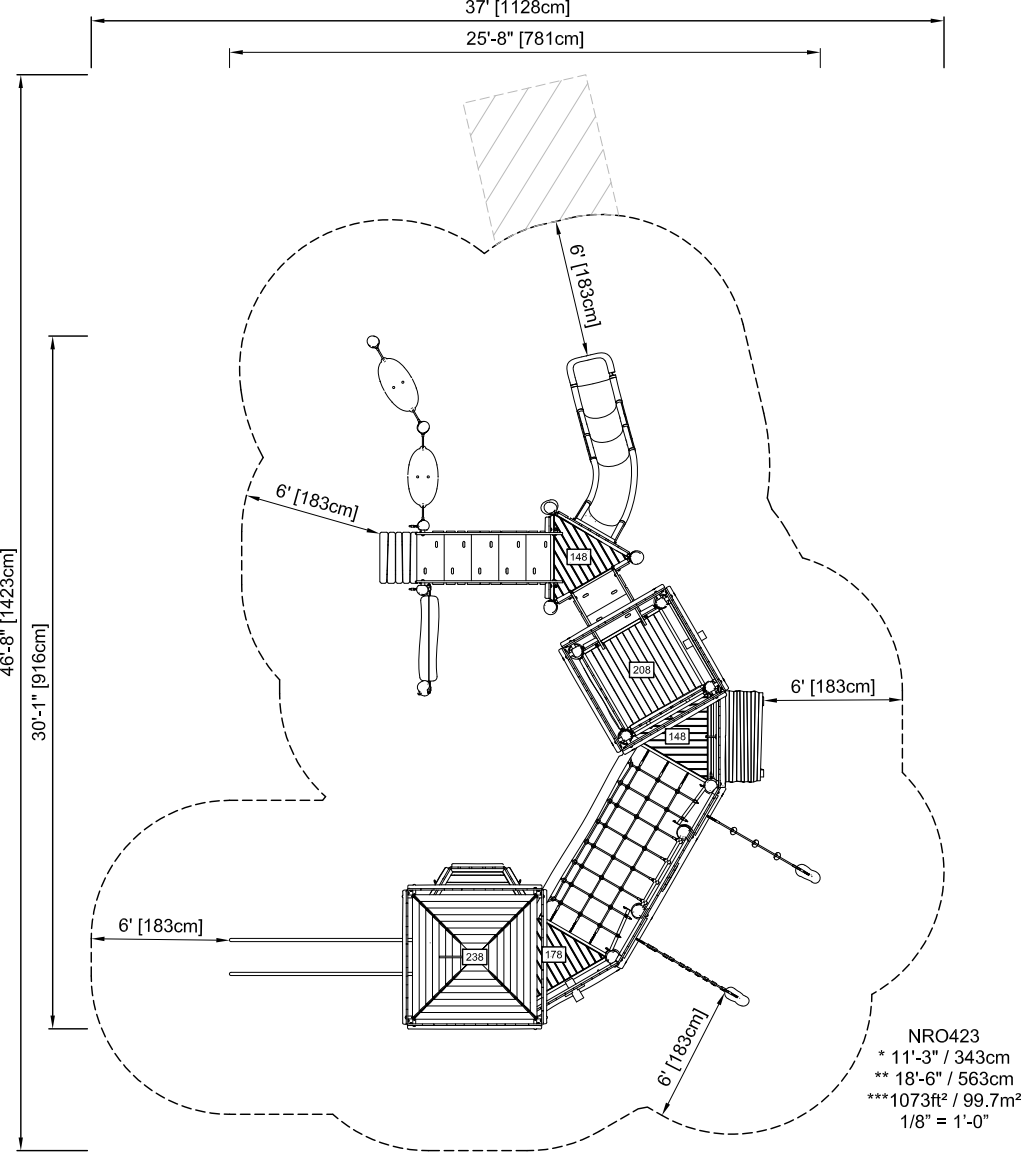 37' [1128cm]
25'-8" [781cm]
6' [183cm]
6' [183cm]
46'-8" [1423cm]
30'-1" [916cm]
148
208
6' [183cm]
148
6' [183cm]
238
178
6' [183cm]
NRO423
* 11'-3" / 343cm
** 18'-6" / 563cm
***1073ft² / 99.7m²
1/8” = 1’-0”